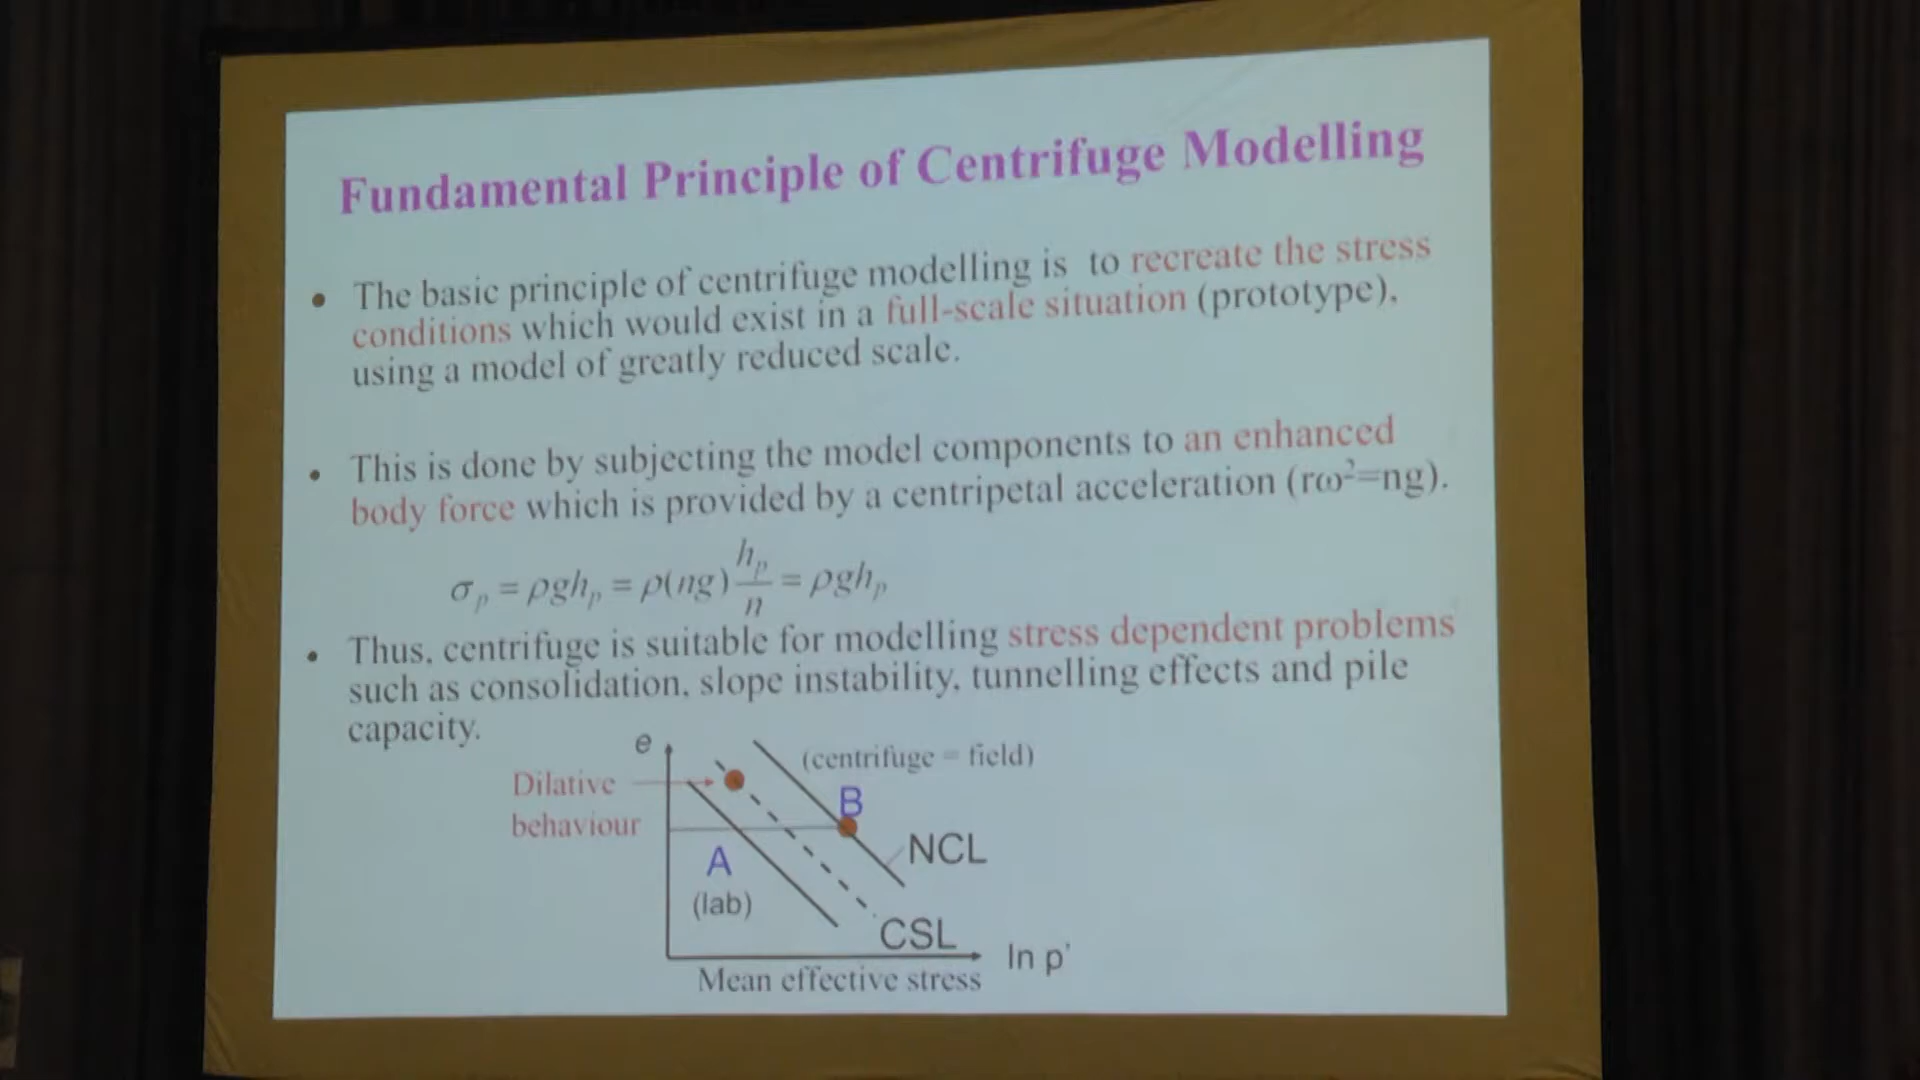 Fundamental Principle of Centrifuge Modelling
• The basic principle of centrifuge modelling is to recreate the stress
conditions which would exist in a full-scale situation (prototype),
using a model of greatly reduced scale.
• This is done by subjecting the model components to an enhanced
body force which is provided by a centripetal acceleration (rω²=ng).
σ_p = ρgh_p = ρ(ng) h_p/n = ρgh_p
• Thus, centrifuge is suitable for modelling stress dependent problems
such as consolidation, slope instability, tunnelling effects and pile
capacity.
e
(centrifuge = field)
Dilative
behaviour
B
NCL
A
(lab)
CSL
ln p'
Mean effective stress